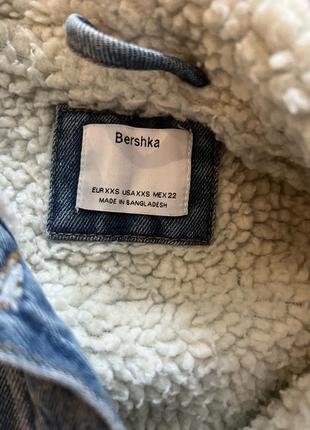 Bershka
EUR XXS USA XXS MEX 22
MADE IN BANGLADESH